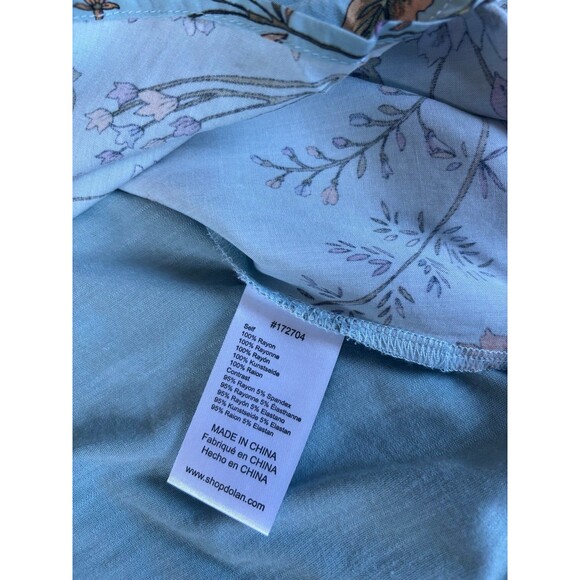 #172704
Self
100% Rayon
100% Rayonne
100% Rayón
100% Kunstseide
100% Raion
Contrast
95% Rayon 5% Spandex
95% Rayonne 5% Élasthanne
95% Rayón 5% Elastano
95% Kunstseide 5% Elastan
95% Raion 5% Elastan
MADE IN CHINA
Fabriqué en CHINA
Hecho en CHINA
www.shopdolan.com